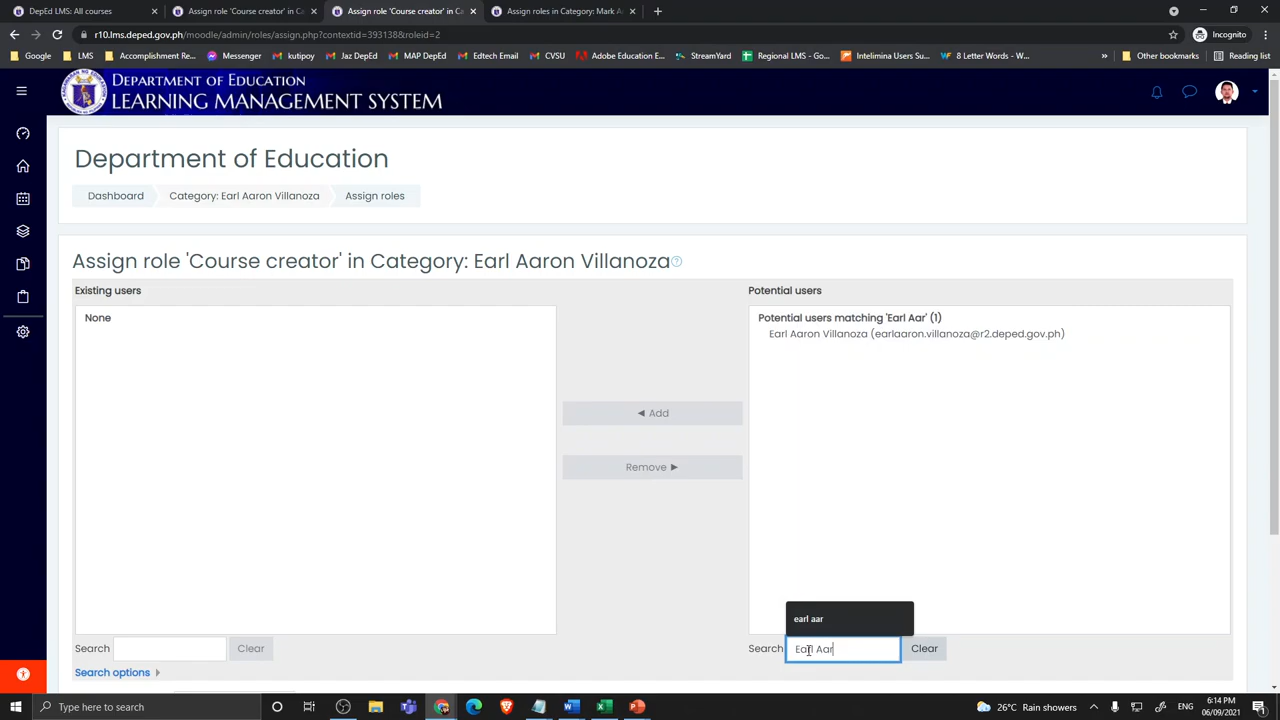 DepEd LMS: All courses
Assign role 'Course creator' in Ca
Assign role 'Course creator' in Ca
Assign roles in Category: Mark A
r10.lms.deped.gov.ph/moodle/admin/roles/assign.php?contextid=393138&roleid=2
Incognito
Google
LMS
Accomplishment Re...
Messenger
kutipoy
Jaz DepEd
MAP DepEd
Edtech Email
CVSU
Adobe Education E...
StreamYard
Regional LMS - Goo...
Intelimina Users Su...
8 Letter Words - W...
Other bookmarks
Reading list
DEPARTMENT OF EDUCATION
LEARNING MANAGEMENT SYSTEM
Department of Education
Dashboard
Category: Earl Aaron Villanoza
Assign roles
Assign role 'Course creator' in Category: Earl Aaron Villanoza
Existing users
Potential users
None
Potential users matching 'Earl Aar' (1)
Earl Aaron Villanoza (earlaaron.villanoza@r2.deped.gov.ph)
◄ Add
Remove ►
earl aar
Search
Clear
Search
Earl Aar
Clear
Search options
Type here to search
26°C Rain showers
6:14 PM
06/09/2021